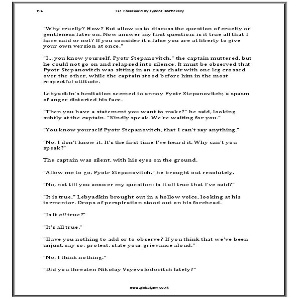 "Why cruelly? How? But allow us to discuss the question of cruelty or
gentleness later on. Now answer my first question: is it true all that I
have said or not? If you consider it's false you are at liberty to give
your own version at once."
"I... you know yourself, Pyotr Stepanovitch," the captain muttered, but
he could not go on and relapsed into silence. It must be observed that
Pyotr Stepanovitch was sitting in an easy chair with one leg crossed
over the other, while the captain stood before him in the most
respectful attitude.
Lebyadkin's hesitation seemed to annoy Pyotr Stepanovitch; a spasm
of anger distorted his face.
"Then you have a statement you want to make?" he said, looking
subtly at the captain. "Kindly speak. We're waiting for you."
"You know yourself Pyotr Stepanovitch, that I can't say anything."
"No, I don't know it. It's the first time I've heard it. Why can't you
speak?"
The captain was silent, with his eyes on the ground.
"Allow me to go, Pyotr Stepanovitch," he brought out resolutely.
"No, not till you answer my question: is it all true that I've said?"
"It is true," Lebyadkin brought out in a hollow voice, looking at his
tormentor. Drops of perspiration stood out on his forehead.
"Is it all true?"
"It's all true."
"Have you nothing to add or to observe? If you think that we've been
unjust, say so; protest, state your grievance aloud."
"No, I think nothing."
"Did you threaten Nikolay Vsyevolodovitch lately?"